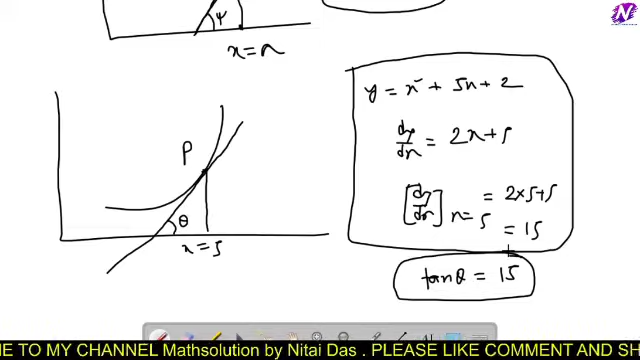 N
ψ
x = n
y = x² + 5x + 2
dy/dx = 2x + 5
P
[dy/dx] x = 5 = 2×5+5
= 15
θ
x = 5
tanθ = 15
E TO MY CHANNEL Mathsolution by Nitai Das . PLEASE LIKE COMMENT AND SH